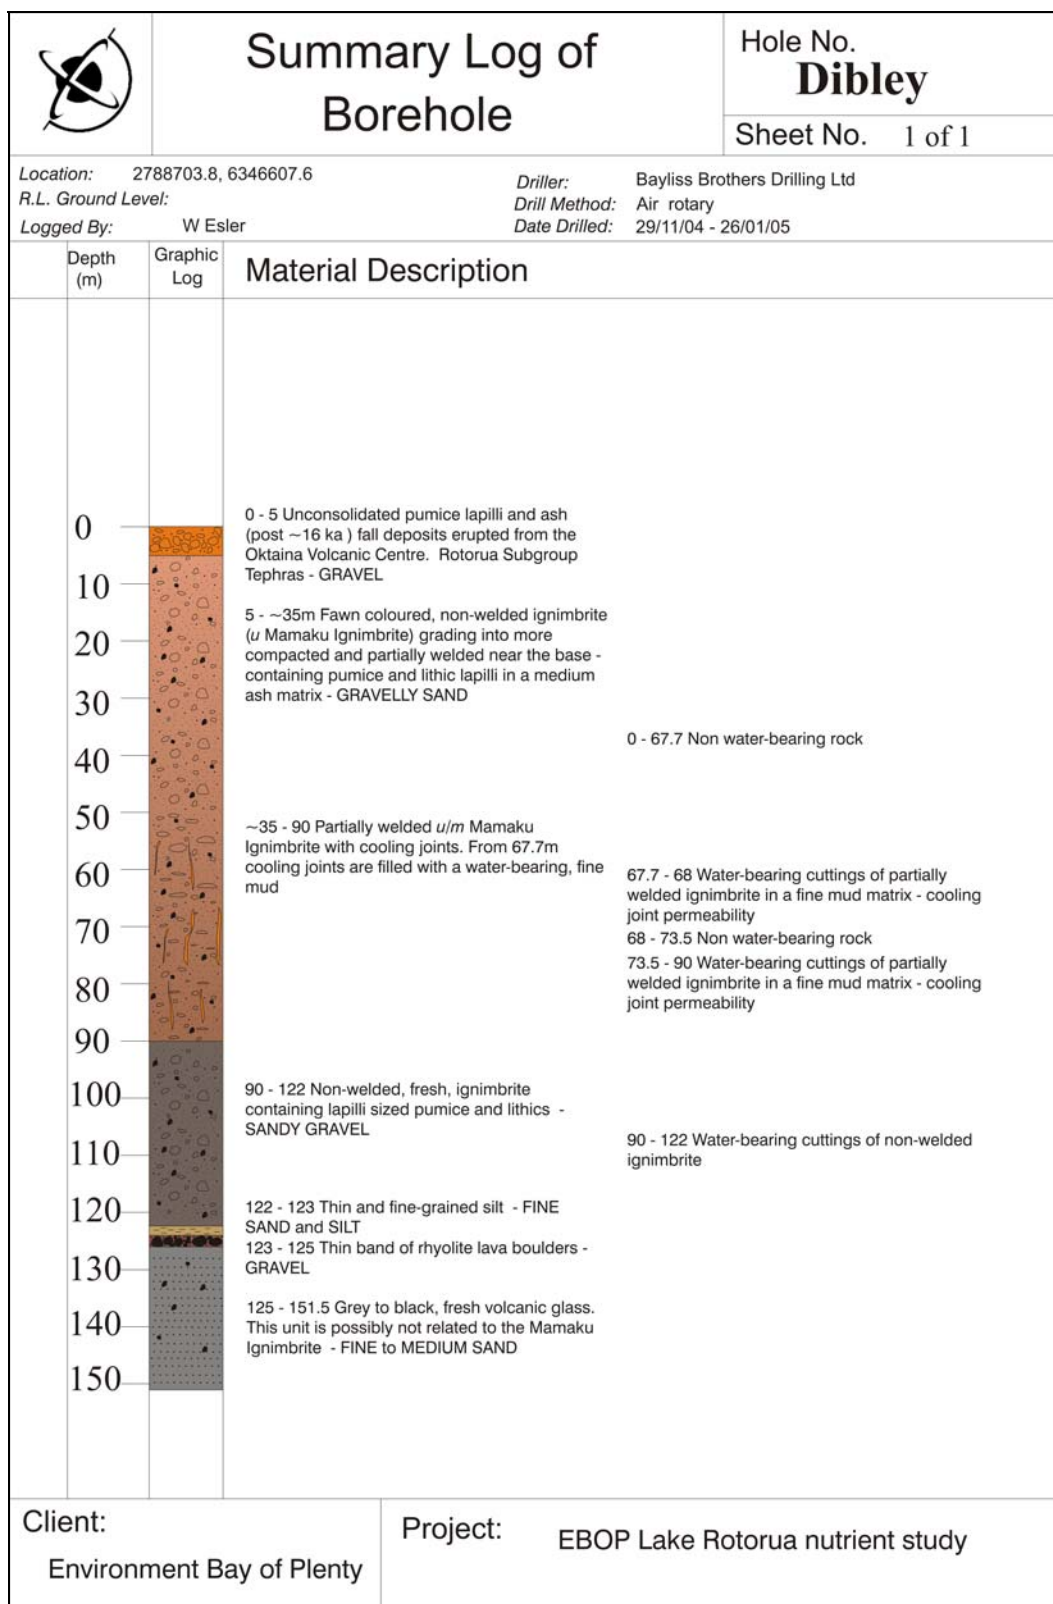 Summary Log of
Borehole
Hole No.
Dibley
Sheet No. 1 of 1
Location: 2788703.8, 6346607.6
R.L. Ground Level:
Logged By: W Esler
Driller: Bayliss Brothers Drilling Ltd
Drill Method: Air rotary
Date Drilled: 29/11/04 - 26/01/05
Depth
(m)
Graphic
Log
Material Description
0
10
20
30
40
50
60
70
80
90
100
110
120
130
140
150
0 - 5 Unconsolidated pumice lapilli and ash
(post ~16 ka ) fall deposits erupted from the
Oktaina Volcanic Centre. Rotorua Subgroup
Tephras - GRAVEL
5 - ~35m Fawn coloured, non-welded ignimbrite
(u Mamaku Ignimbrite) grading into more
compacted and partially welded near the base -
containing pumice and lithic lapilli in a medium
ash matrix - GRAVELLY SAND
0 - 67.7 Non water-bearing rock
~35 - 90 Partially welded u/m Mamaku
Ignimbrite with cooling joints. From 67.7m
cooling joints are filled with a water-bearing, fine
mud
67.7 - 68 Water-bearing cuttings of partially
welded ignimbrite in a fine mud matrix - cooling
joint permeability
68 - 73.5 Non water-bearing rock
73.5 - 90 Water-bearing cuttings of partially
welded ignimbrite in a fine mud matrix - cooling
joint permeability
90 - 122 Non-welded, fresh, ignimbrite
containing lapilli sized pumice and lithics -
SANDY GRAVEL
90 - 122 Water-bearing cuttings of non-welded
ignimbrite
122 - 123 Thin and fine-grained silt - FINE
SAND and SILT
123 - 125 Thin band of rhyolite lava boulders -
GRAVEL
125 - 151.5 Grey to black, fresh volcanic glass.
This unit is possibly not related to the Mamaku
Ignimbrite - FINE to MEDIUM SAND
Client:
Environment Bay of Plenty
Project: EBOP Lake Rotorua nutrient study